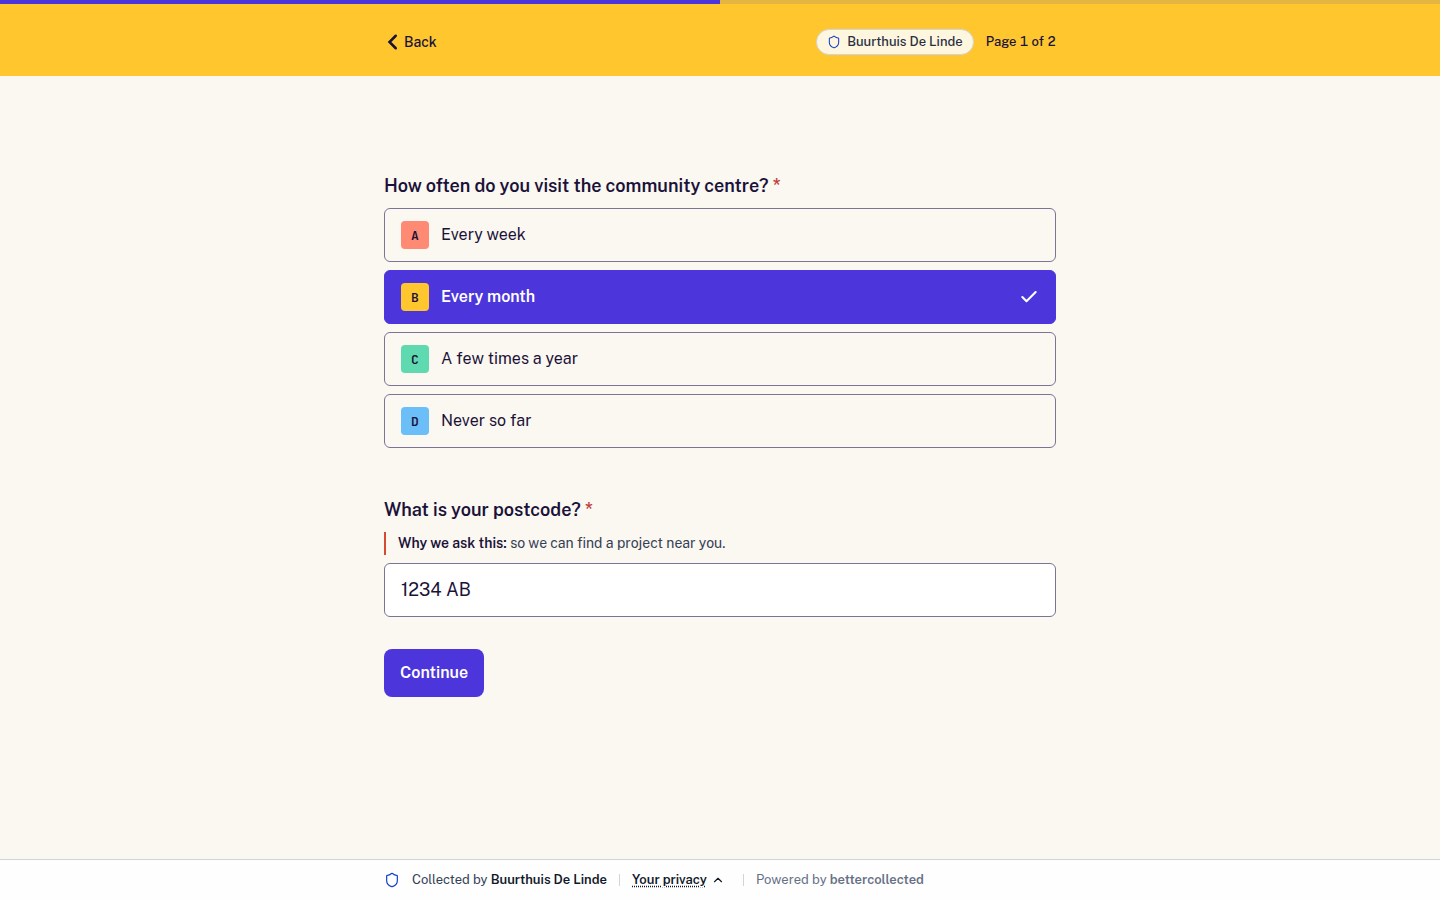 Back
Buurthuis De Linde
Page 1 of 2
How often do you visit the community centre? *
A Every week
B Every month
C A few times a year
D Never so far
What is your postcode? *
Why we ask this: so we can find a project near you.
1234 AB
Continue
Collected by Buurthuis De Linde
Your privacy
Powered by bettercollected